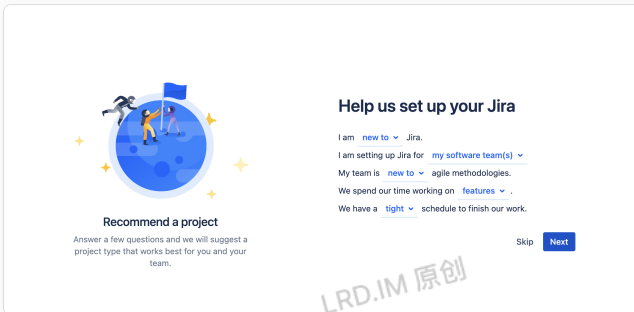 Help us set up your Jira
I am new to Jira.
I am setting up Jira for my software team(s)
My team is new to agile methodologies.
We spend our time working on features .
We have a tight schedule to finish our work.
Skip Next
Recommend a project
Answer a few questions and we will suggest a
project type that works best for you and your
team.
LRD.IM 原创